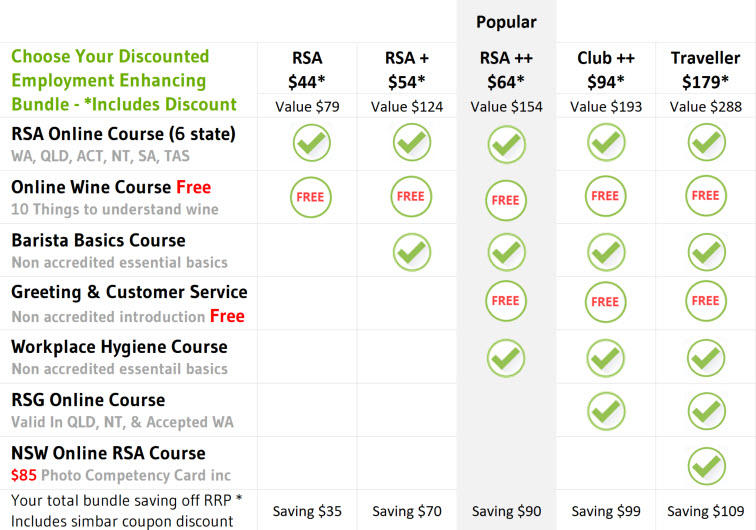 Popular
Choose Your Discounted
Employment Enhancing
Bundle - *Includes Discount
RSA RSA + RSA ++ Club ++ Traveller
$44* $54* $64* $94* $179*
Value $79 Value $124 Value $154 Value $193 Value $288
RSA Online Course (6 state)
WA, QLD, ACT, NT, SA, TAS
Online Wine Course Free
10 Things to understand wine
FREE FREE FREE FREE FREE
Barista Basics Course
Non accredited essential basics
Greeting & Customer Service
Non accredited introduction Free
FREE FREE FREE
Workplace Hygiene Course
Non accredited essentail basics
RSG Online Course
Valid In QLD, NT, & Accepted WA
NSW Online RSA Course
$85 Photo Competency Card inc
Your total bundle saving off RRP *
Includes simbar coupon discount
Saving $35 Saving $70 Saving $90 Saving $99 Saving $109